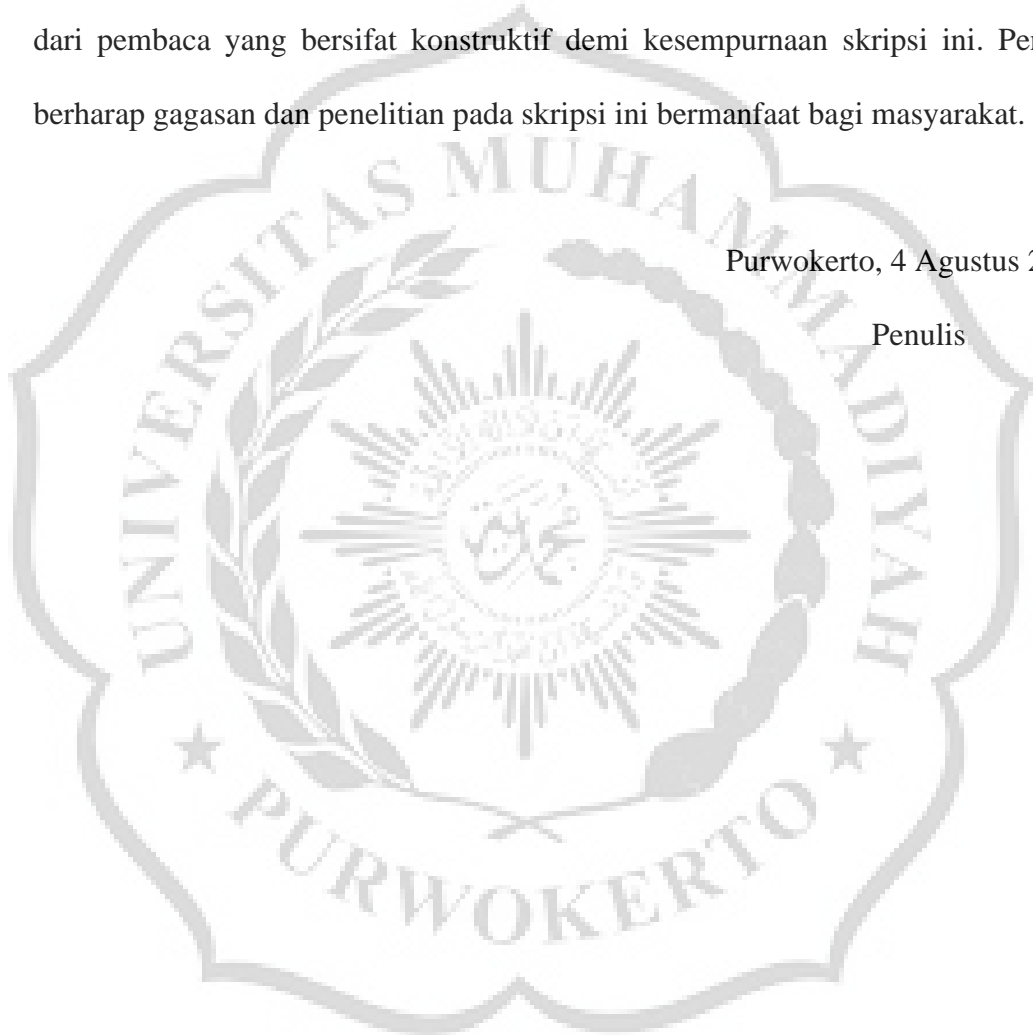 dari pembaca yang bersifat konstruktif demi kesempurnaan skripsi ini. Pen
berharap gagasan dan penelitian pada skripsi ini bermanfaat bagi masyarakat.
UNIVERSITAS MUHAMMADIYAH
Purwokerto, 4 Agustus 2
Penulis
PURWOKERTO